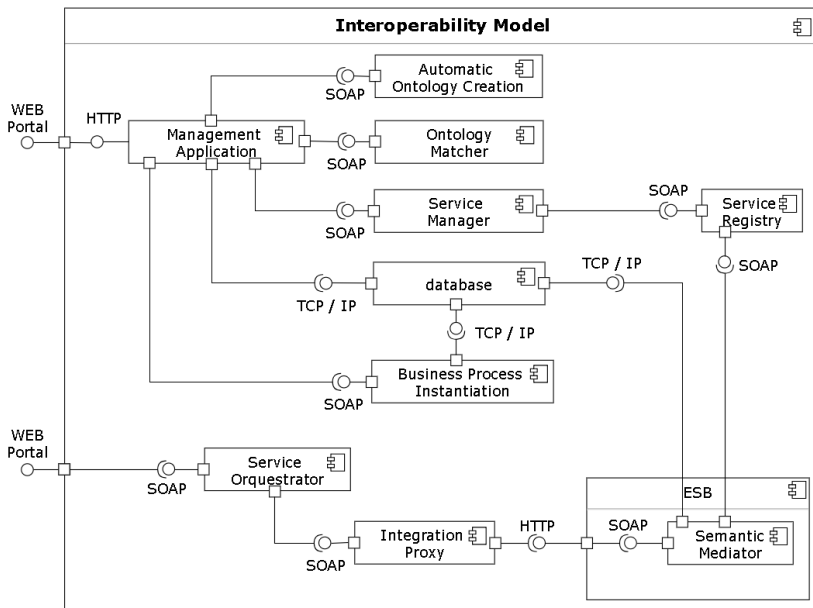 Interoperability Model
Automatic
Ontology Creation
SOAP
WEB
Portal
HTTP
Management
Application
Ontology
Matcher
SOAP
Service
Manager
SOAP
SOAP
Service
Registry
SOAP
database
TCP / IP
TCP / IP
TCP / IP
Business Process
Instantiation
SOAP
WEB
Portal
SOAP
Service
Orquestrator
ESB
Integration
Proxy
SOAP
HTTP
SOAP
Semantic
Mediator